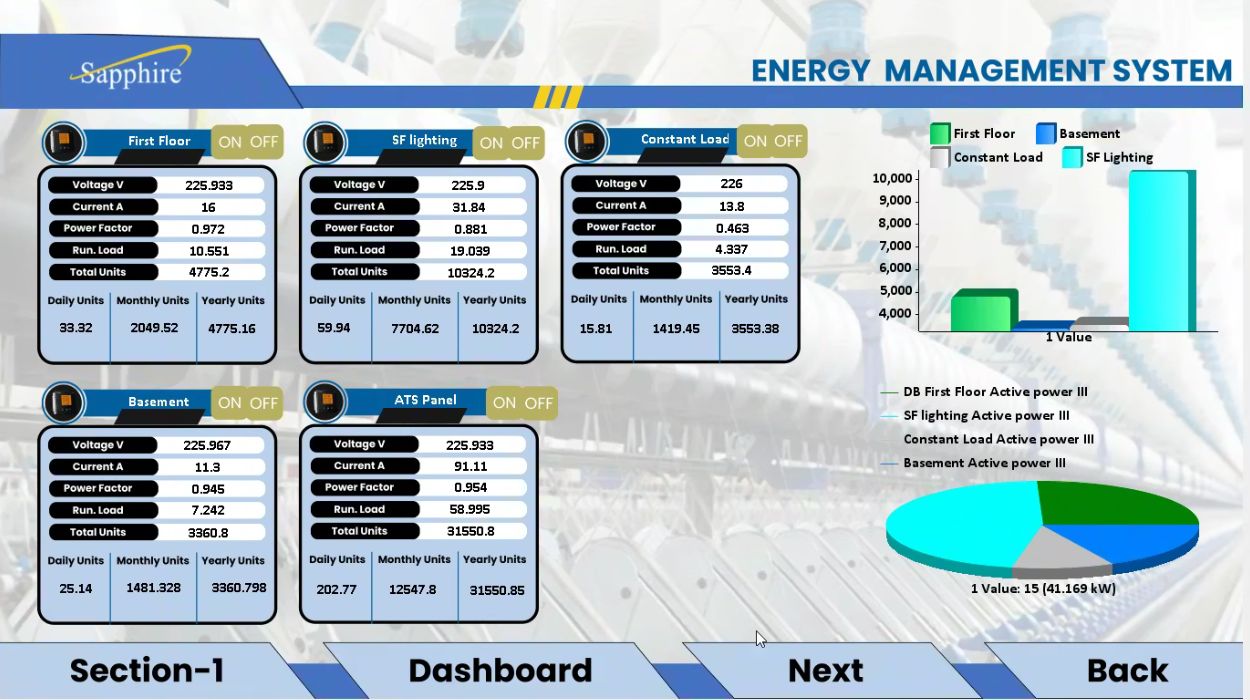 Sapphire
ENERGY MANAGEMENT SYSTEM
First Floor ON OFF
Voltage V 225.933
Current A 16
Power Factor 0.972
Run. Load 10.551
Total Units 4775.2
Daily Units Monthly Units Yearly Units
33.32 2049.52 4775.16
SF lighting ON OFF
Voltage V 225.9
Current A 31.84
Power Factor 0.881
Run. Load 19.039
Total Units 10324.2
Daily Units Monthly Units Yearly Units
59.94 7704.62 10324.2
Constant Load ON OFF
Voltage V 226
Current A 13.8
Power Factor 0.463
Run. Load 4.337
Total Units 3553.4
Daily Units Monthly Units Yearly Units
15.81 1419.45 3553.38
First Floor Basement
Constant Load SF Lighting
10,000
9,000
8,000
7,000
6,000
5,000
4,000
1 Value
Basement ON OFF
Voltage V 225.967
Current A 11.3
Power Factor 0.945
Run. Load 7.242
Total Units 3360.8
Daily Units Monthly Units Yearly Units
25.14 1481.328 3360.798
ATS Panel ON OFF
Voltage V 225.933
Current A 91.11
Power Factor 0.954
Run. Load 58.995
Total Units 31550.8
Daily Units Monthly Units Yearly Units
202.77 12547.8 31550.85
DB First Floor Active power III
SF lighting Active power III
Constant Load Active power III
Basement Active power III
1 Value: 15 (41.169 kW)
Section-1 Dashboard Next Back